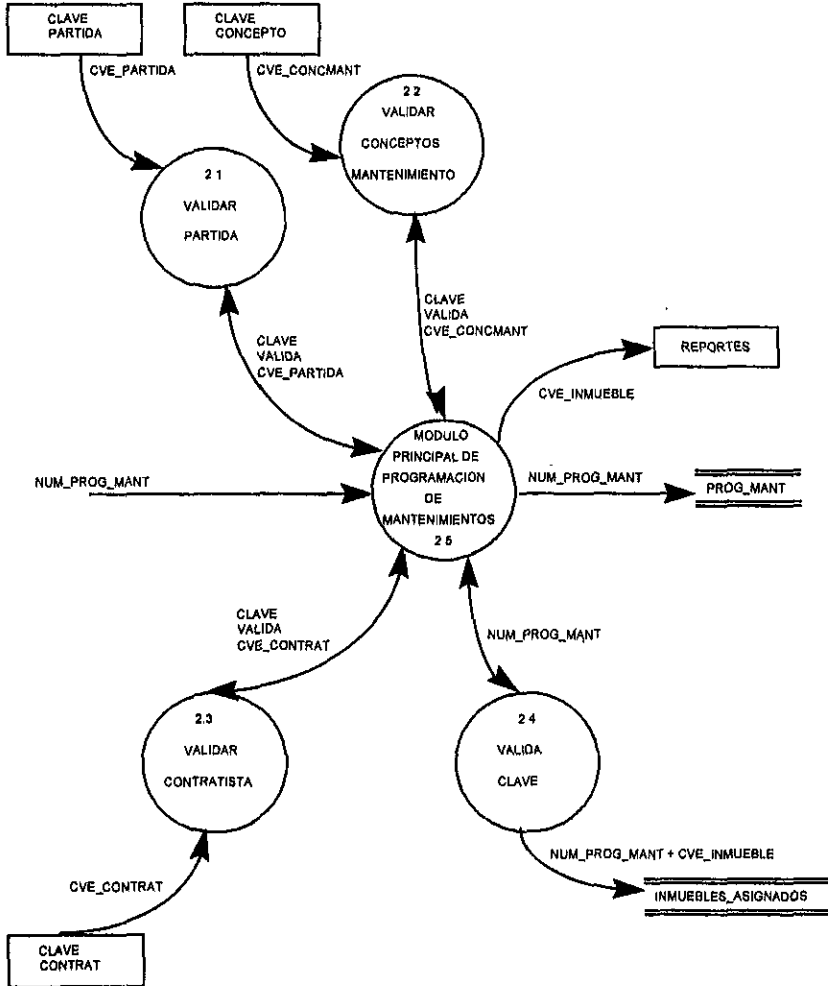 CLAVE
PARTIDA
CLAVE
CONCEPTO
CVE_PARTIDA
CVE_CONCMANT
2 2
VALIDAR
CONCEPTOS
MANTENIMIENTO
2 1
VALIDAR
PARTIDA
CLAVE
VALIDA
CVE_PARTIDA
CLAVE
VALIDA
CVE_CONCMANT
REPORTES
CVE_INMUEBLE
MODULO
PRINCIPAL DE
PROGRAMACION
DE
MANTENIMIENTOS
2 5
NUM_PROG_MANT
NUM_PROG_MANT
PROG_MANT
CLAVE
VALIDA
CVE_CONTRAT
NUM_PROG_MANT
2.3
VALIDAR
CONTRATISTA
2 4
VALIDA
CLAVE
NUM_PROG_MANT + CVE_INMUEBLE
INMUEBLES_ASIGNADOS
CVE_CONTRAT
CLAVE
CONTRAT